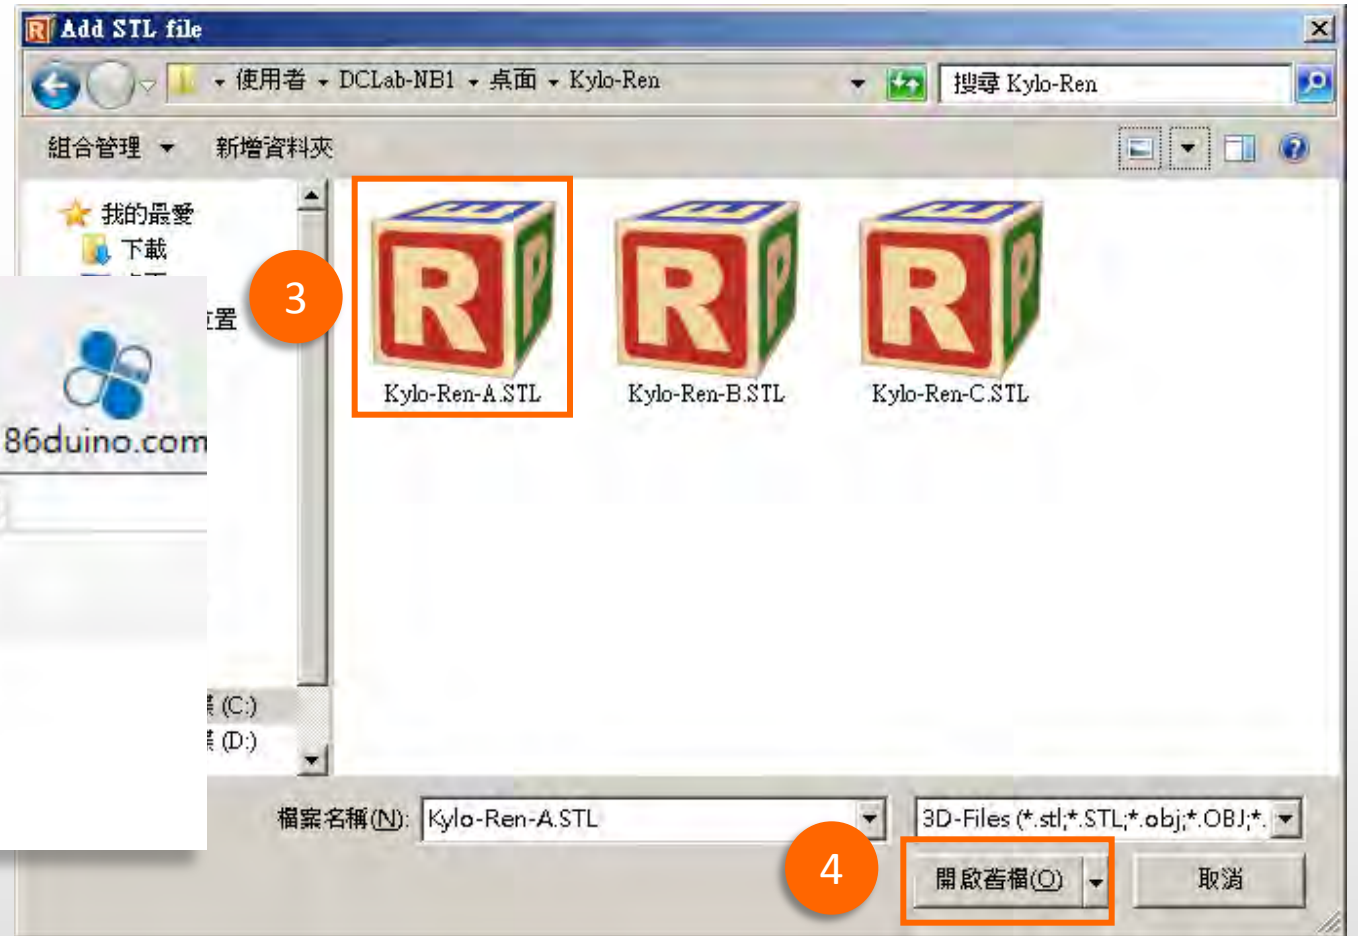 Add STL file
使用者 DCLab-NB1 桌面 Kylo-Ren
搜尋 Kylo-Ren
組合管理 新增資料夾
我的最愛
下載
置
3
R E P
R E P
R E P
Kylo-Ren-A.STL
Kylo-Ren-B.STL
Kylo-Ren-C.STL
86duino.com
(C:)
(D:)
檔案名稱(N): Kylo-Ren-A.STL
3D-Files (*.stl;*.STL;*.obj;*.OBJ;*.
4
開啟舊檔(O)
取消